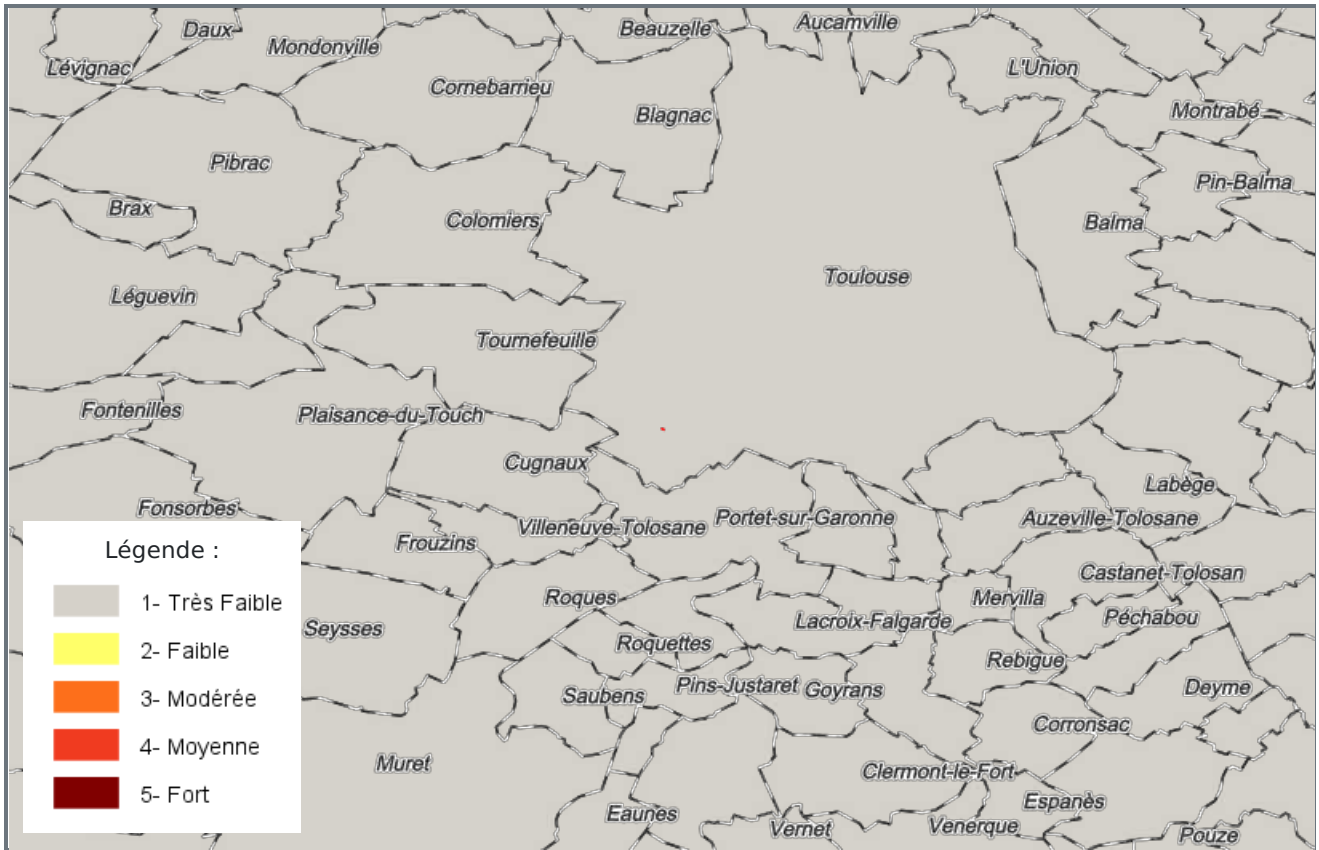 Daux
Mondonville
Beauzelle
Aucamville
Lévignac
L'Union
Cornebarrieu
Blagnac
Montrabé
Pibrac
Pin-Balma
Brax
Colomiers
Balma
Toulouse
Léguevin
Tournefeuille
Fontenilles
Plaisance-du-Touch
Cugnaux
Labège
Fonsorbes
Villeneuve-Tolosane
Portet-sur-Garonne
Auzeville-Tolosane
Frouzins
Castanet-Tolosan
Roques
Mervilla
Seysses
Lacroix-Falgarde
Péchabou
Roquettes
Rebigue
Saubens
Pins-Justaret
Goyrans
Deyme
Corronsac
Muret
Clermont-le-Fort
Espanès
Eaunes
Vernet
Venerque
Pouze
Légende :
1- Très Faible
2- Faible
3- Modérée
4- Moyenne
5- Fort